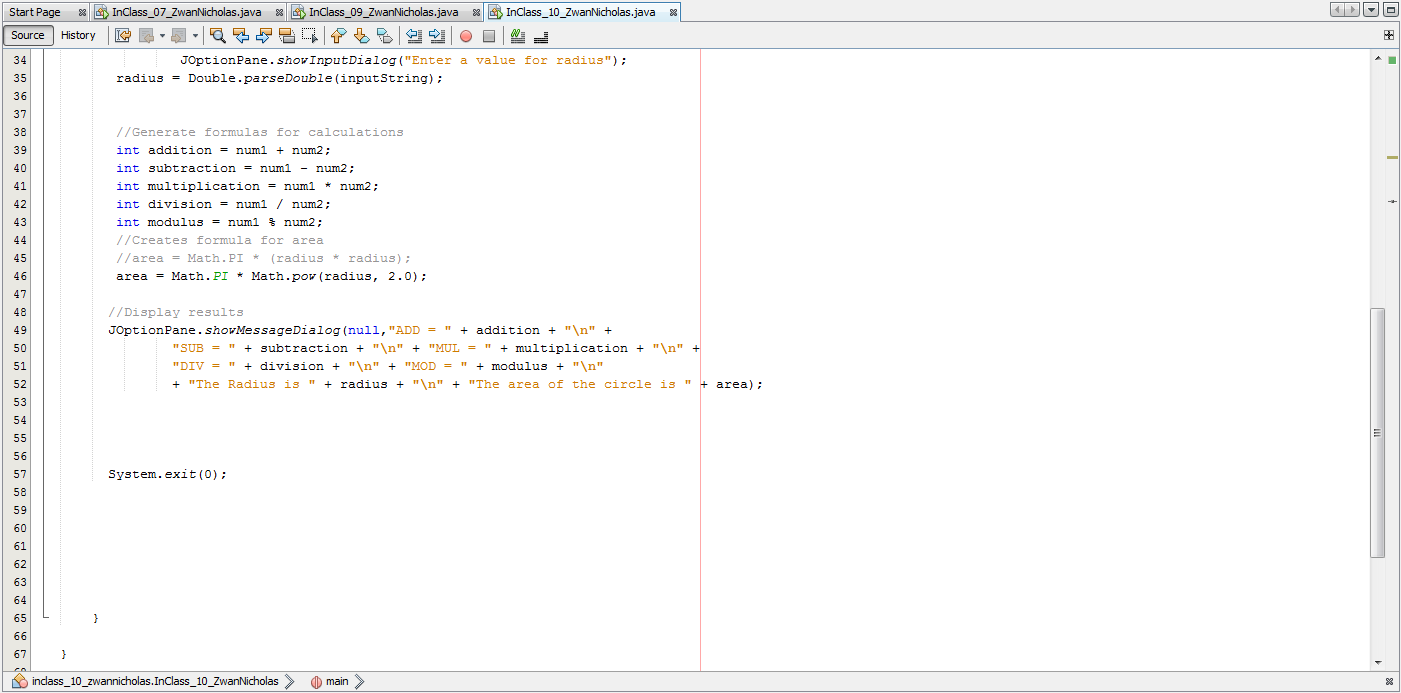 Start Page InClass_07_ZwanNicholas.java InClass_09_ZwanNicholas.java InClass_10_ZwanNicholas.java
Source History
34 JOptionPane.showInputDialog("Enter a value for radius");
35 radius = Double.parseDouble(inputString);
36
37
38 //Generate formulas for calculations
39 int addition = num1 + num2;
40 int subtraction = num1 - num2;
41 int multiplication = num1 * num2;
42 int division = num1 / num2;
43 int modulus = num1 % num2;
44 //Creates formula for area
45 //area = Math.PI * (radius * radius);
46 area = Math.PI * Math.pow(radius, 2.0);
47
48 //Display results
49 JOptionPane.showMessageDialog(null,"ADD = " + addition + "\n" +
50 "SUB = " + subtraction + "\n" + "MUL = " + multiplication + "\n" +
51 "DIV = " + division + "\n" + "MOD = " + modulus + "\n"
52 + "The Radius is " + radius + "\n" + "The area of the circle is " + area);
53
54
55
56
57 System.exit(0);
58
59
60
61
62
63
64
65 }
66
67 }
68
inclass_10_zwannicholas.InClass_10_ZwanNicholas main